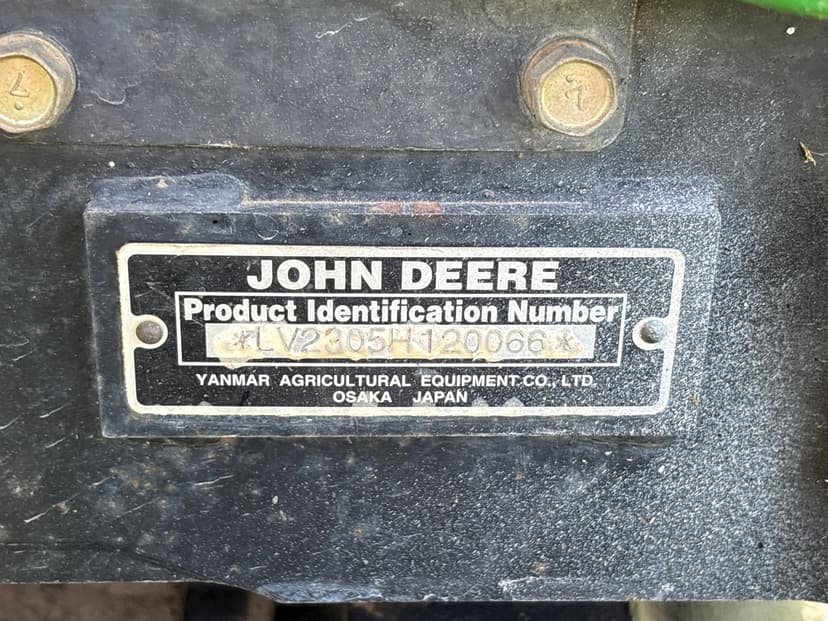 JOHN DEERE
Product Identification Number
*LV2305H120066*
YANMAR AGRICULTURAL EQUIPMENT CO., LTD.
OSAKA JAPAN